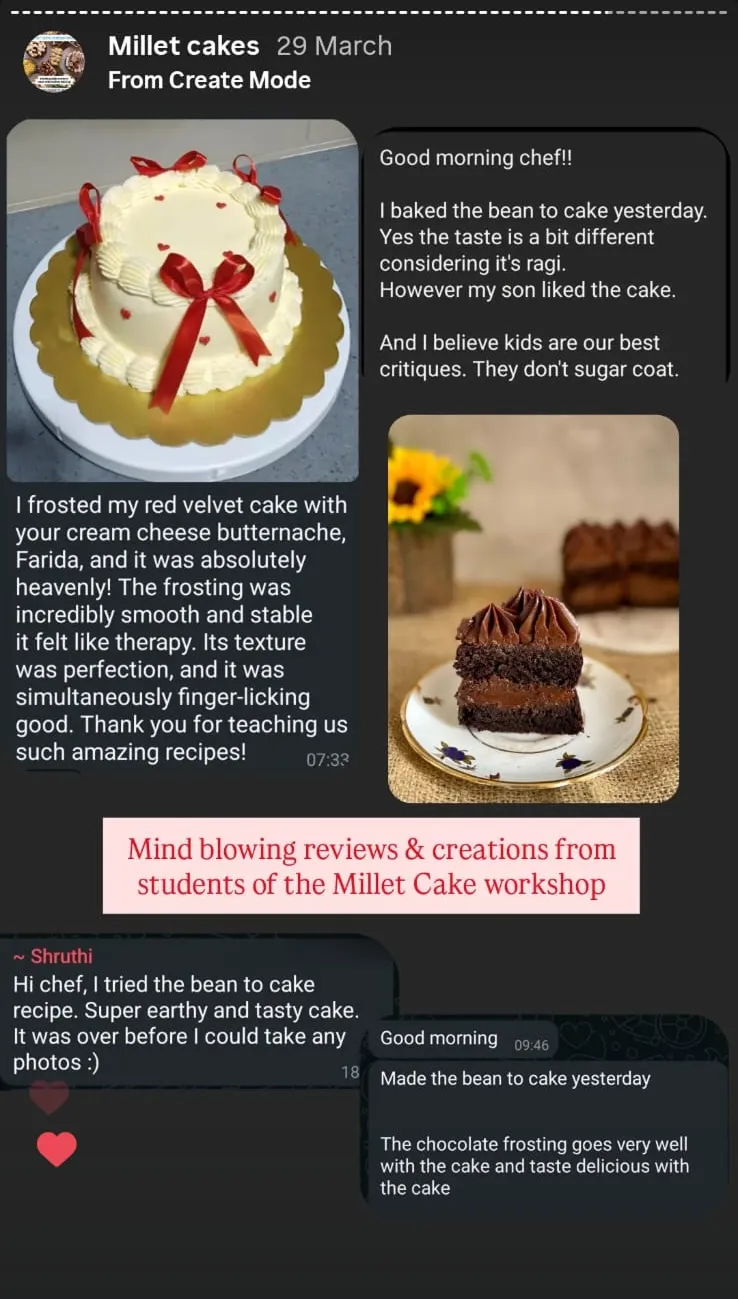 Millet cakes 29 March
From Create Mode
Good morning chef!!
I baked the bean to cake yesterday.
Yes the taste is a bit different
considering it's ragi.
However my son liked the cake.
And I believe kids are our best
critiques. They don't sugar coat.
I frosted my red velvet cake with
your cream cheese butternache,
Farida, and it was absolutely
heavenly! The frosting was
incredibly smooth and stable
it felt like therapy. Its texture
was perfection, and it was
simultaneously finger-licking
good. Thank you for teaching us
such amazing recipes! 07:33
Mind blowing reviews & creations from
students of the Millet Cake workshop
~ Shruthi
Hi chef, I tried the bean to cake
recipe. Super earthy and tasty cake.
It was over before I could take any
photos :)
18
Good morning 09:46
Made the bean to cake yesterday
The chocolate frosting goes very well
with the cake and taste delicious with
the cake